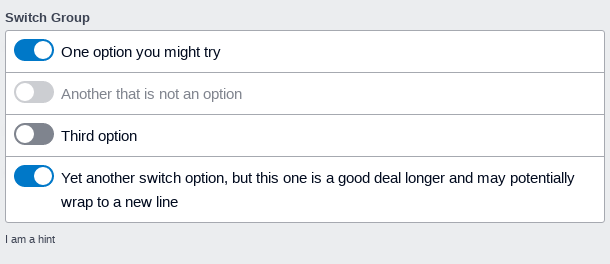 Switch Group
One option you might try
Another that is not an option
Third option
Yet another switch option, but this one is a good deal longer and may potentially
wrap to a new line
I am a hint